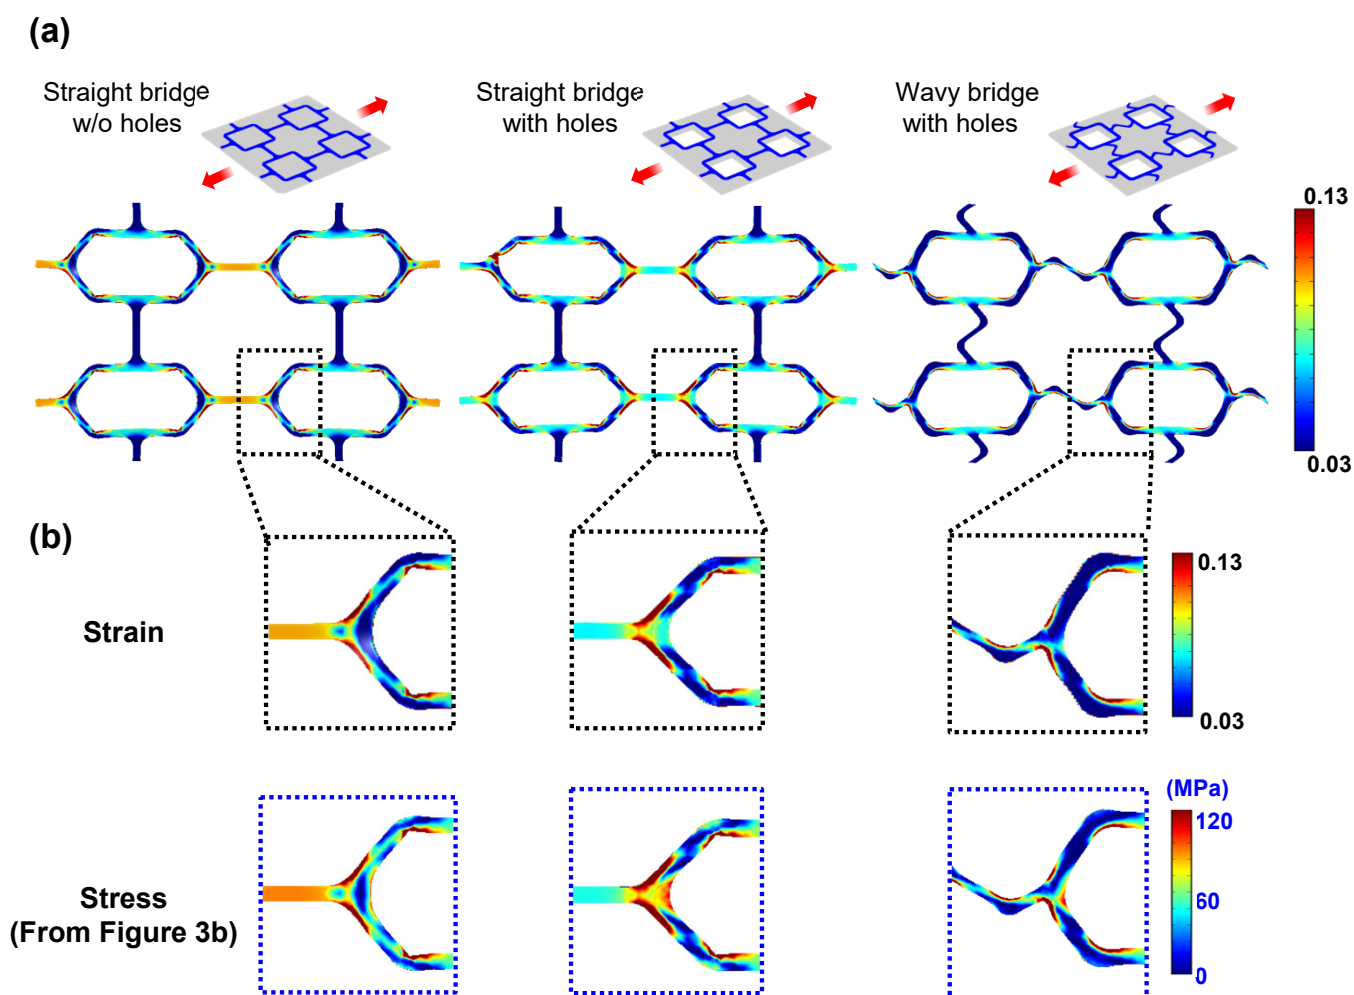 (a)
Straight bridge
w/o holes
Straight bridge
with holes
Wavy bridge
with holes
0.13
0.03
(b)
Strain
0.13
0.03
Stress
(From Figure 3b)
(MPa)
120
60
0